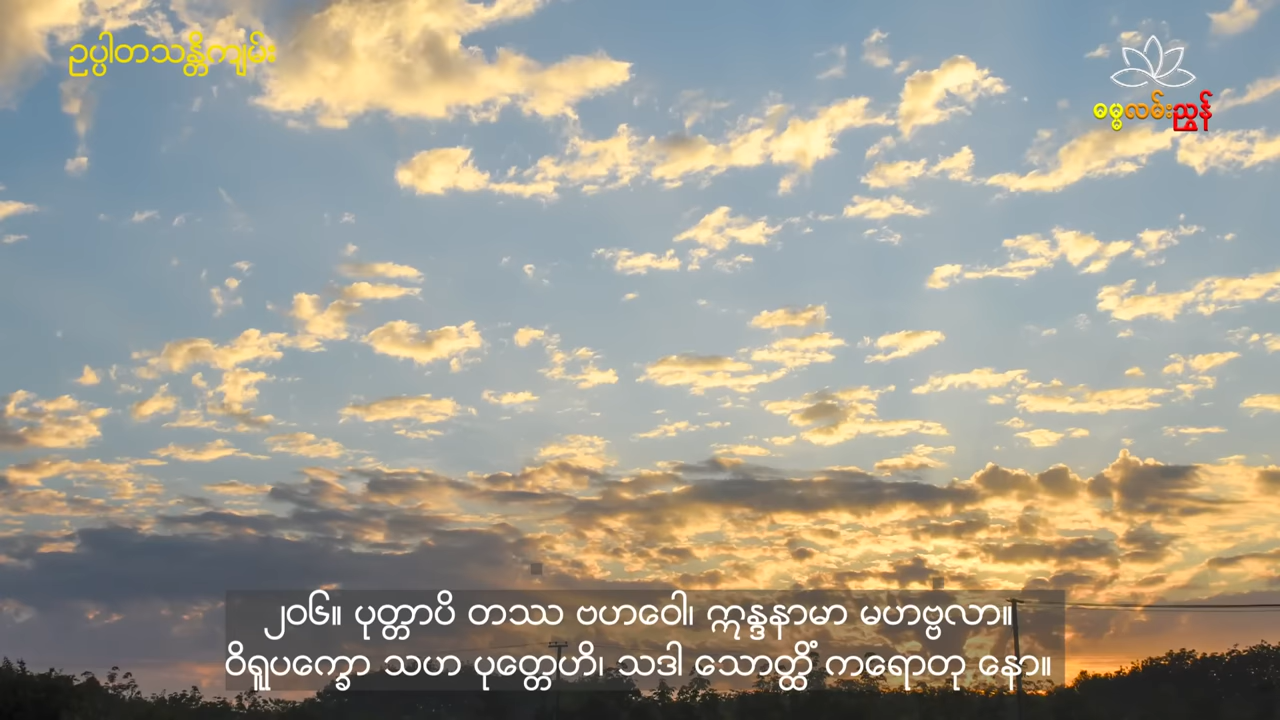 ဥပ္ပါတသန္တိကျမ်း
ဓမ္မလမ်းညွှန်
၂၀၆။ ပုတ္တာပိ တဿ ဗဟဝေါ၊ ဣန္ဒနာမာ မဟဗ္ဗလာ။
ဝိရူပက္ခော သဟ ပုတ္တေဟိ၊ သဒါ သောတ္ထိံ ကရောတု နော။